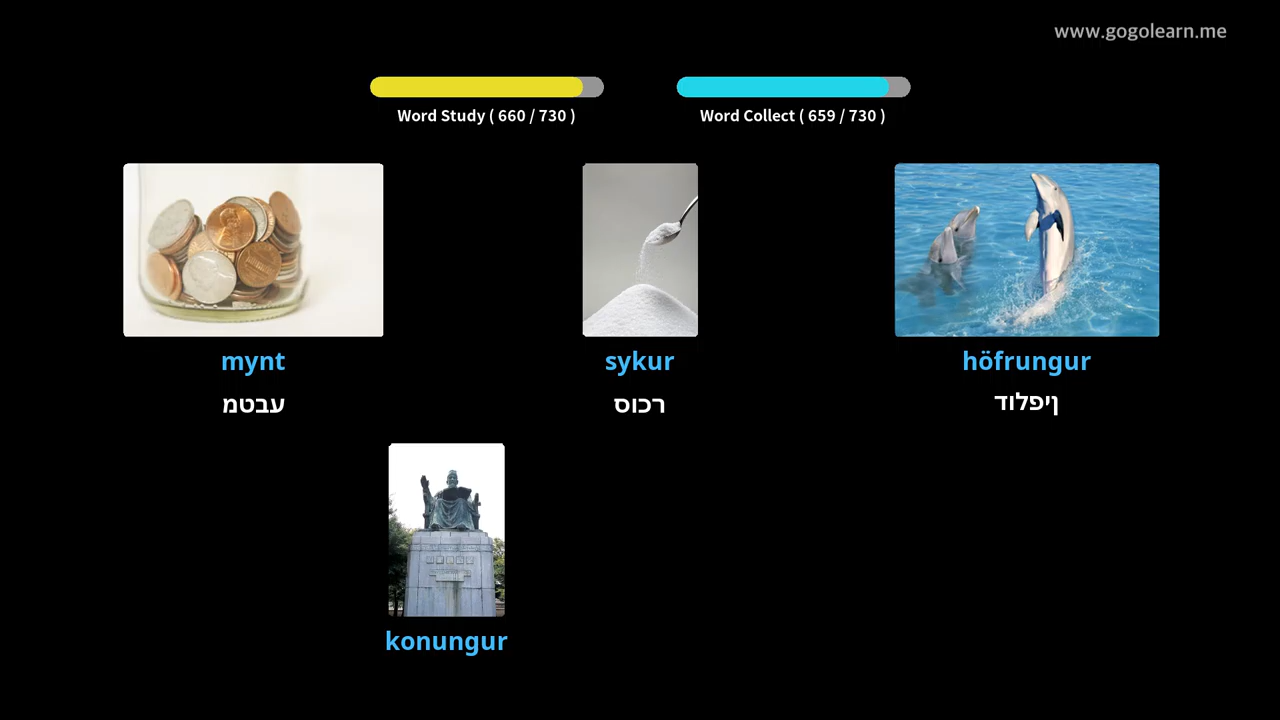 www.gogolearn.me
Word Study ( 660 / 730 )
Word Collect ( 659 / 730 )
mynt
sykur
höfrungur
עבטמ
רכוס
ןיפלוד
konungur